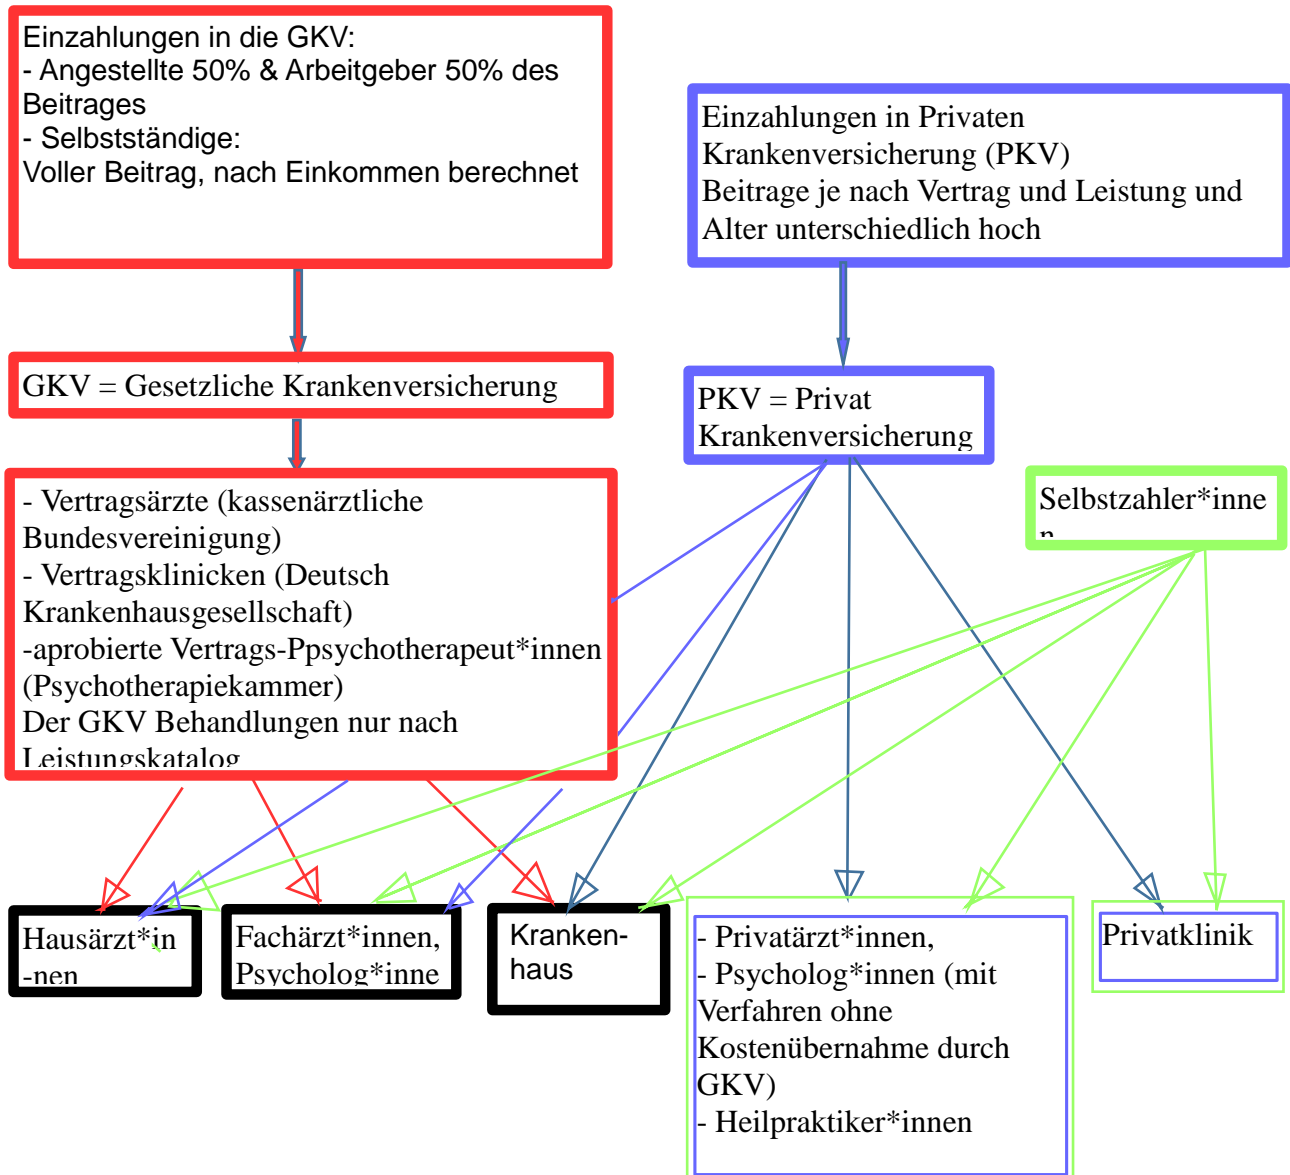 Einzahlungen in die GKV:
- Angestellte 50% & Arbeitgeber 50% des
Beitrages
- Selbstständige:
Voller Beitrag, nach Einkommen berechnet
Einzahlungen in Privaten
Krankenversicherung (PKV)
Beitrage je nach Vertrag und Leistung und
Alter unterschiedlich hoch
GKV = Gesetzliche Krankenversicherung
PKV = Privat
Krankenversicherung
- Vertragsärzte (kassenärztliche
Bundesvereinigung)
- Vertragsklinicken (Deutsch
Krankenhausgesellschaft)
-aprobierte Vertrags-Ppsychotherapeut*innen
(Psychotherapiekammer)
Der GKV Behandlungen nur nach
Leistungskatalog
Selbstzahler*inne
n
Hausärzt*in
-nen
Fachärzt*innen,
Psycholog*inne
Kranken-
haus
- Privatärzt*innen,
- Psycholog*innen (mit
Verfahren ohne
Kostenübernahme durch
GKV)
- Heilpraktiker*innen
Privatklinik